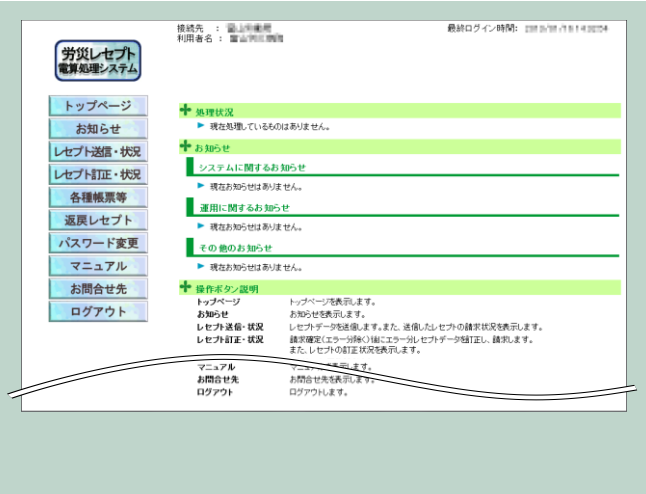 接続先 ：
利用者名 ：
最終ログイン時間:
労災レセプト
電算処理システム
トップページ
お知らせ
レセプト送信・状況
レセプト訂正・状況
各種帳票等
返戻レセプト
パスワード変更
マニュアル
お問合せ先
ログアウト
処理状況
現在処理しているものはありません。
お知らせ
システムに関するお知らせ
現在お知らせはありません。
運用に関するお知らせ
現在お知らせはありません。
その他のお知らせ
現在お知らせはありません。
操作ボタン説明
トップページ トップページを表示します。
お知らせ お知らせを表示します。
レセプト送信・状況 レセプトデータを送信します。また、送信したレセプトの請求状況を表示します。
レセプト訂正・状況 請求確定(エラー分除く)後にエラー分レセプトデータを訂正し、請求します。
また、レセプトの訂正状況を表示します。
マニュアル マニュアルを表示します。
お問合せ先 お問合せ先を表示します。
ログアウト ログアウトします。